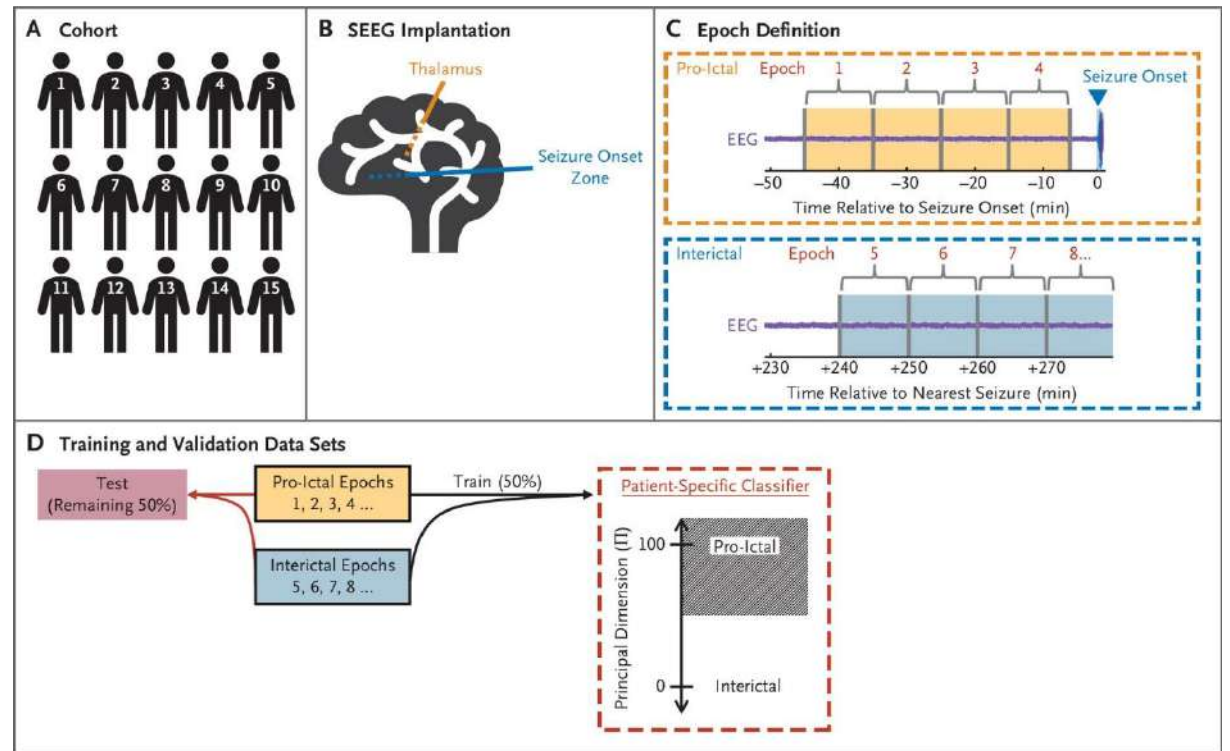 A Cohort
1 2 3 4 5
6 7 8 9 10
11 12 13 14 15
B SEEG Implantation
Thalamus
Seizure Onset
Zone
C Epoch Definition
Pro-Ictal Epoch 1 2 3 4
Seizure Onset
EEG
−50 −40 −30 −20 −10 0
Time Relative to Seizure Onset (min)
Interictal Epoch 5 6 7 8...
EEG
+230 +240 +250 +260 +270
Time Relative to Nearest Seizure (min)
D Training and Validation Data Sets
Test
(Remaining 50%)
Pro-Ictal Epochs
1, 2, 3, 4 ...
Interictal Epochs
5, 6, 7, 8 ...
Train (50%)
Patient-Specific Classifier
Principal Dimension (Π)
100
Pro-Ictal
0
Interictal